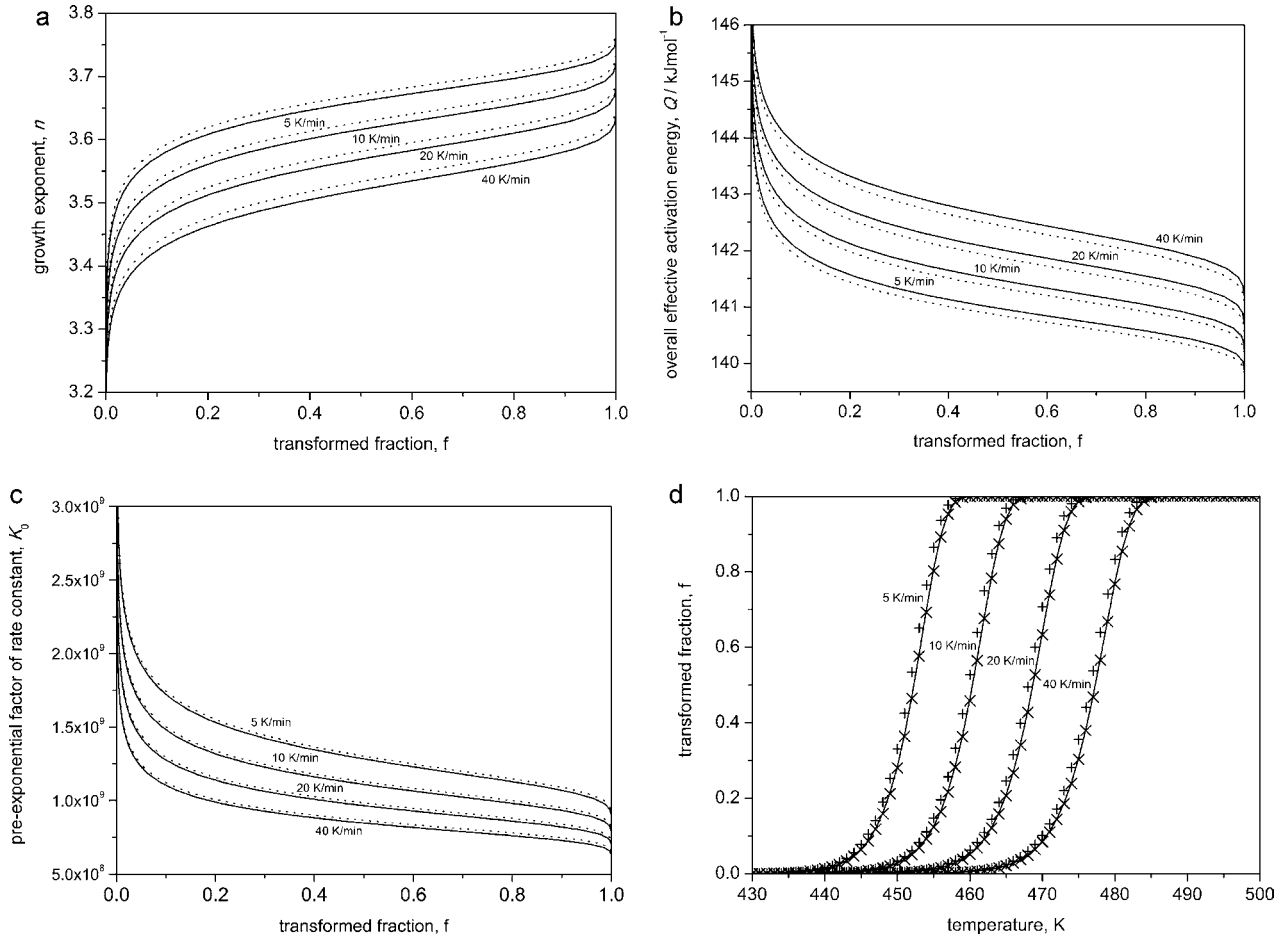 a
3.8
3.7
3.6
3.5
3.4
3.3
3.2
growth exponent, n
5 K/min
10 K/min
20 K/min
40 K/min
0.0 0.2 0.4 0.6 0.8 1.0
transformed fraction, f
b
146
145
144
143
142
141
140
overall effective activation energy, Q / kJmol⁻¹
40 K/min
20 K/min
10 K/min
5 K/min
0.0 0.2 0.4 0.6 0.8 1.0
transformed fraction, f
c
3.0x10⁹
2.5x10⁹
2.0x10⁹
1.5x10⁹
1.0x10⁹
5.0x10⁸
pre-exponential factor of rate constant, K₀
5 K/min
10 K/min
20 K/min
40 K/min
0.0 0.2 0.4 0.6 0.8 1.0
transformed fraction, f
d
1.0
0.8
0.6
0.4
0.2
0.0
transformed fraction, f
5 K/min
10 K/min
20 K/min
40 K/min
430 440 450 460 470 480 490 500
temperature, K